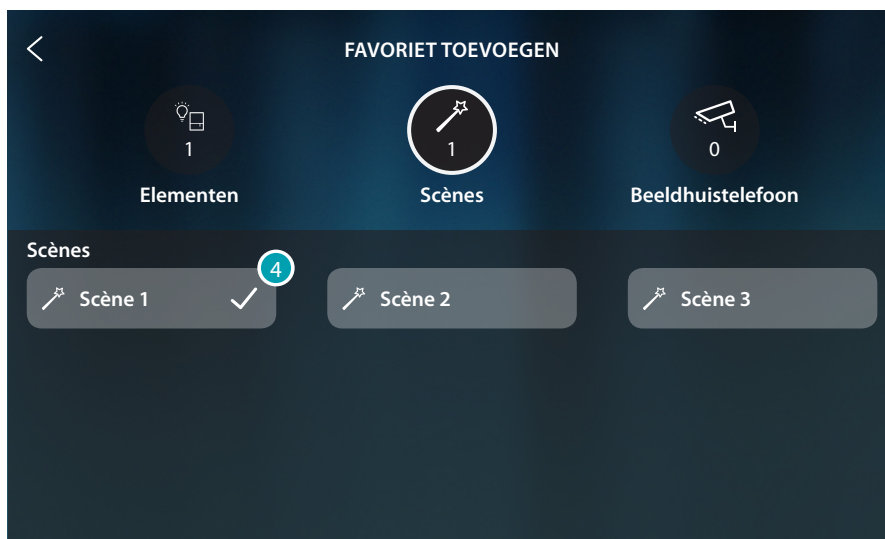 FAVORIET TOEVOEGEN
1
1
0
Elementen
Scènes
Beeldhuistelefoon
Scènes
4
Scène 1
Scène 2
Scène 3